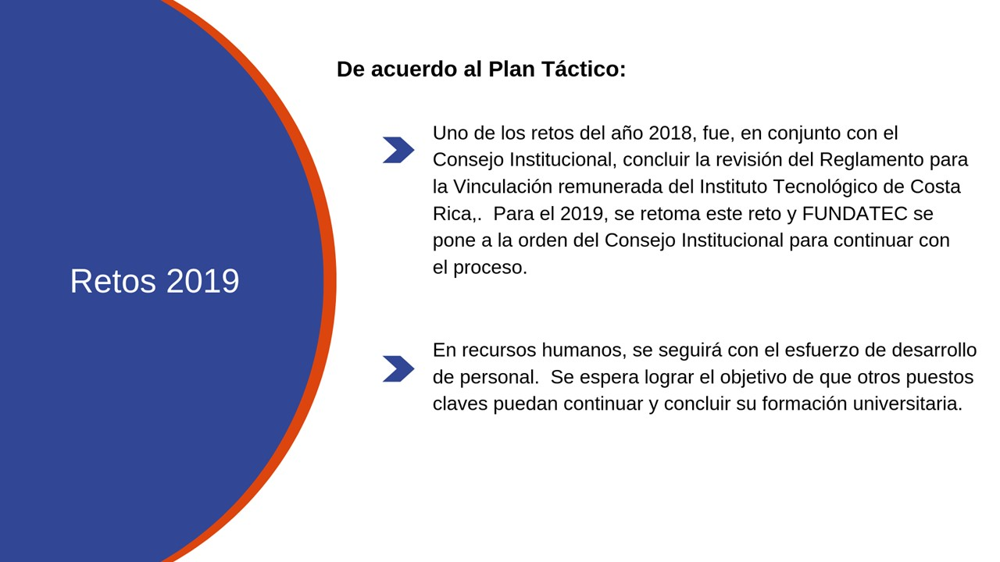 De acuerdo al Plan Táctico:
Uno de los retos del año 2018, fue, en conjunto con el
Consejo Institucional, concluir la revisión del Reglamento para
la Vinculación remunerada del Instituto Tecnológico de Costa
Rica,.  Para el 2019, se retoma este reto y FUNDATEC se
pone a la orden del Consejo Institucional para continuar con
el proceso.
Retos 2019
En recursos humanos, se seguirá con el esfuerzo de desarrollo
de personal.  Se espera lograr el objetivo de que otros puestos
claves puedan continuar y concluir su formación universitaria.